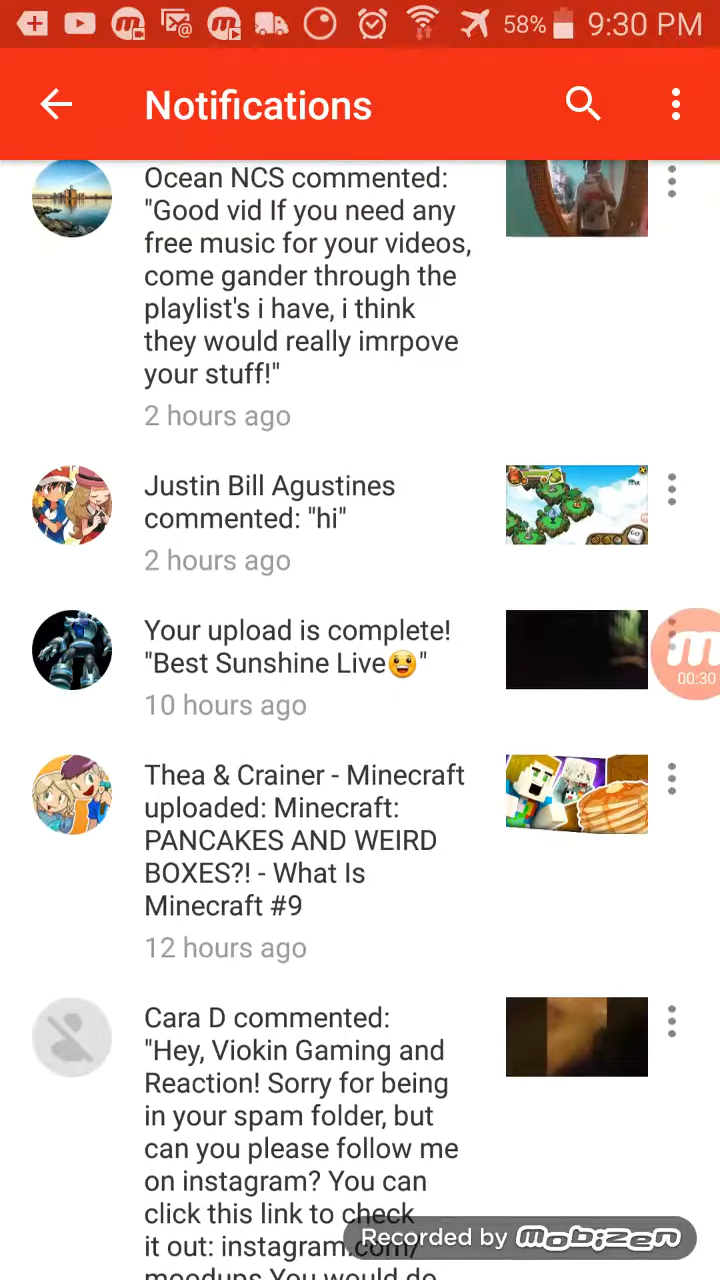 58% 9:30 PM
Notifications
Ocean NCS commented:
"Good vid If you need any
free music for your videos,
come gander through the
playlist's i have, i think
they would really imrpove
your stuff!"
2 hours ago
Justin Bill Agustines
commented: "hi"
2 hours ago
Your upload is complete!
"Best Sunshine Live😀"
10 hours ago
00:30
Thea & Crainer - Minecraft
uploaded: Minecraft:
PANCAKES AND WEIRD
BOXES?! - What Is
Minecraft #9
12 hours ago
Cara D commented:
"Hey, Viokin Gaming and
Reaction! Sorry for being
in your spam folder, but
can you please follow me
on instagram? You can
click this link to check
it out: instagram.com/
moodups You would do
Recorded by mobizen